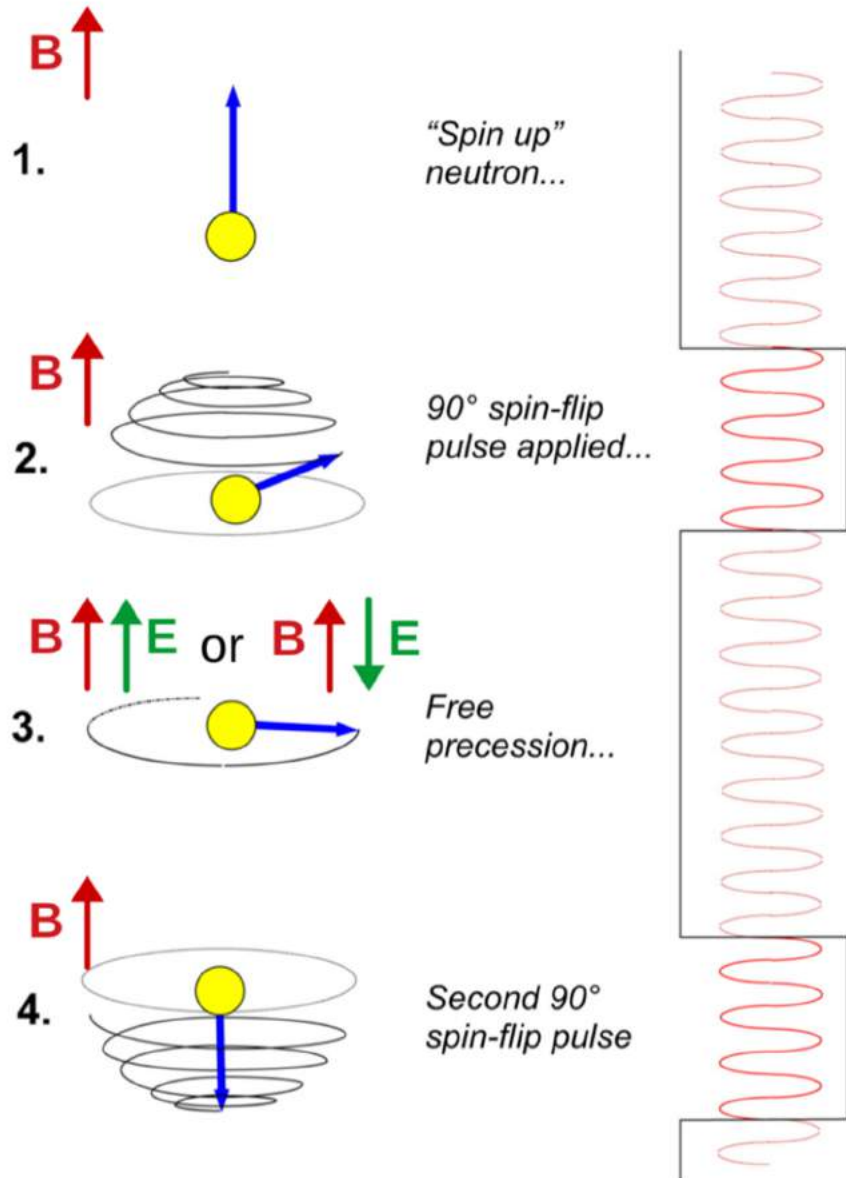 B
1.
“Spin up”
neutron...
B
2.
90° spin-flip
pulse applied...
B E or B E
3.
Free
precession...
B
4.
Second 90°
spin-flip pulse